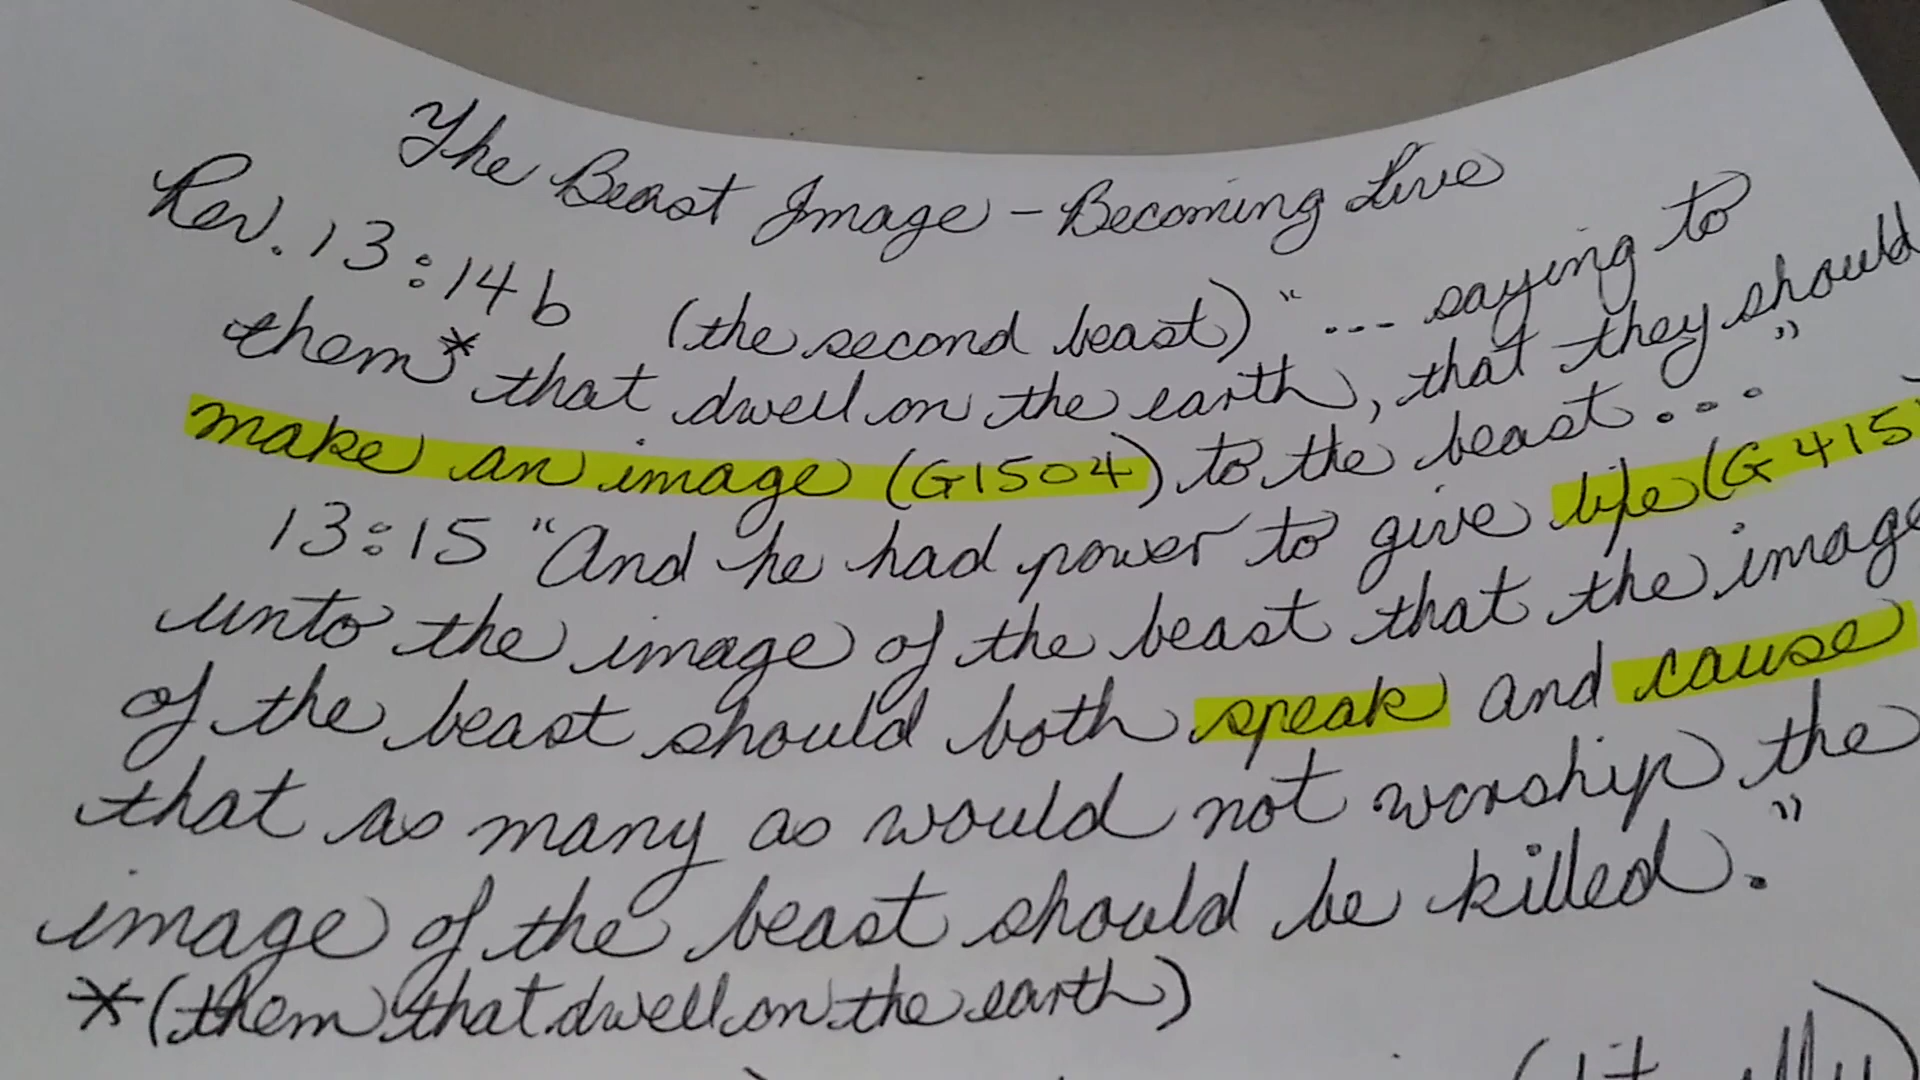 The Beast Image - Becoming Live
Rev. 13:14b (the second beast) "... saying to
them* that dwell on the earth, that they should
make an image (G1504) to the beast..."
13:15 "And he had power to give life (G415
unto the image of the beast that the image
of the beast should both speak and cause
that as many as would not worship the
image of the beast should be killed."
*(them that dwell on the earth)